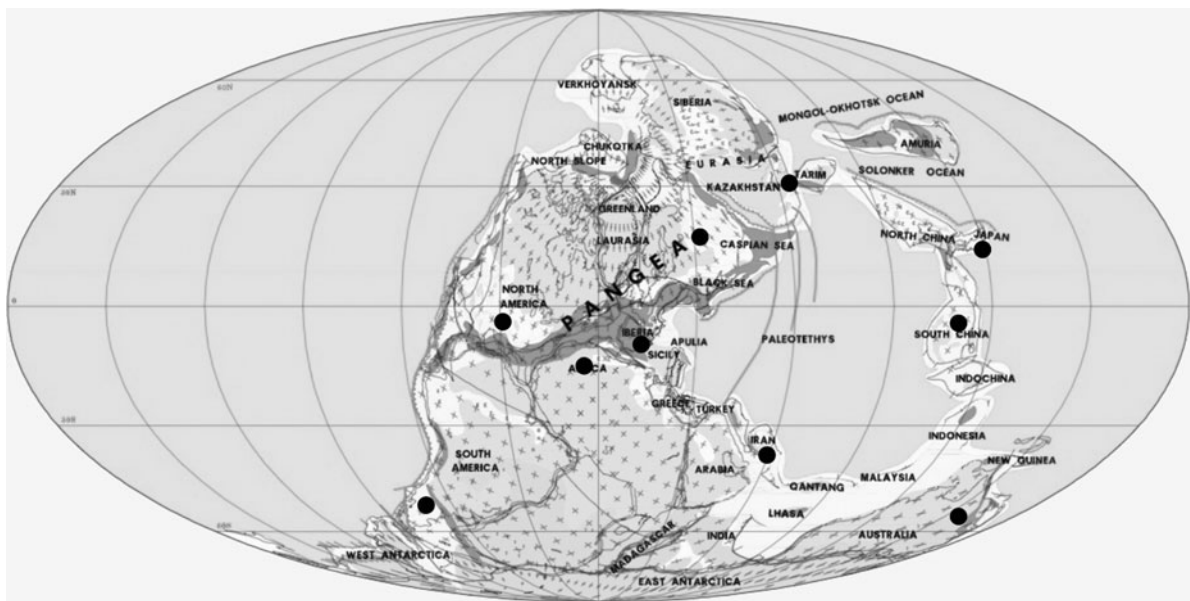 VERKHOYANSK
SIBERIA
MONGOL-OKHOTSK OCEAN
AMURIA
CHUKOTKA
NORTH SLOPE
EURASIA
TARIM
SOLONKER OCEAN
KAZAKHSTAN
GREENLAND
LAURASIA
NORTH CHINA
JAPAN
CASPIAN SEA
PANGEA
BLACK SEA
NORTH
AMERICA
0
IBERIA
APULIA
SICILY
PALEOTETHYS
SOUTH CHINA
INDOCHINA
GREECE
TURKEY
INDONESIA
IRAN
NEW GUINEA
SOUTH
AMERICA
ARABIA
MALAYSIA
QANTANG
LHASA
AUSTRALIA
INDIA
MADAGASCAR
WEST ANTARCTICA
EAST ANTARCTICA